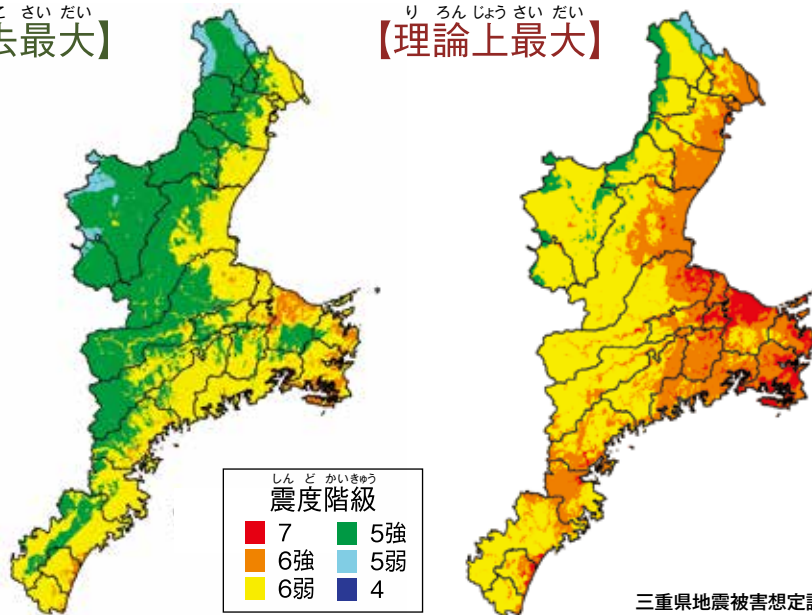 こ さい だい
去最大】
り ろん じょう さい だい
【理論上最大】
しん ど かいきゅう
震度階級
7 5強
6強 5弱
6弱 4
三重県地震被害想定